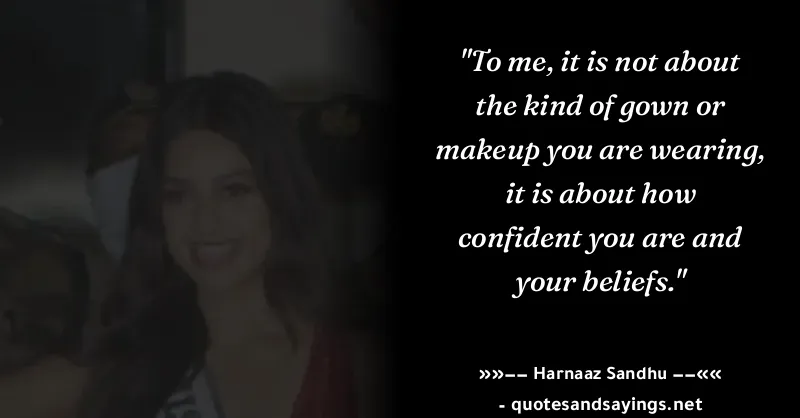 "To me, it is not about
the kind of gown or
makeup you are wearing,
it is about how
confident you are and
your beliefs."
»»−− Harnaaz Sandhu −−««
- quotesandsayings.net